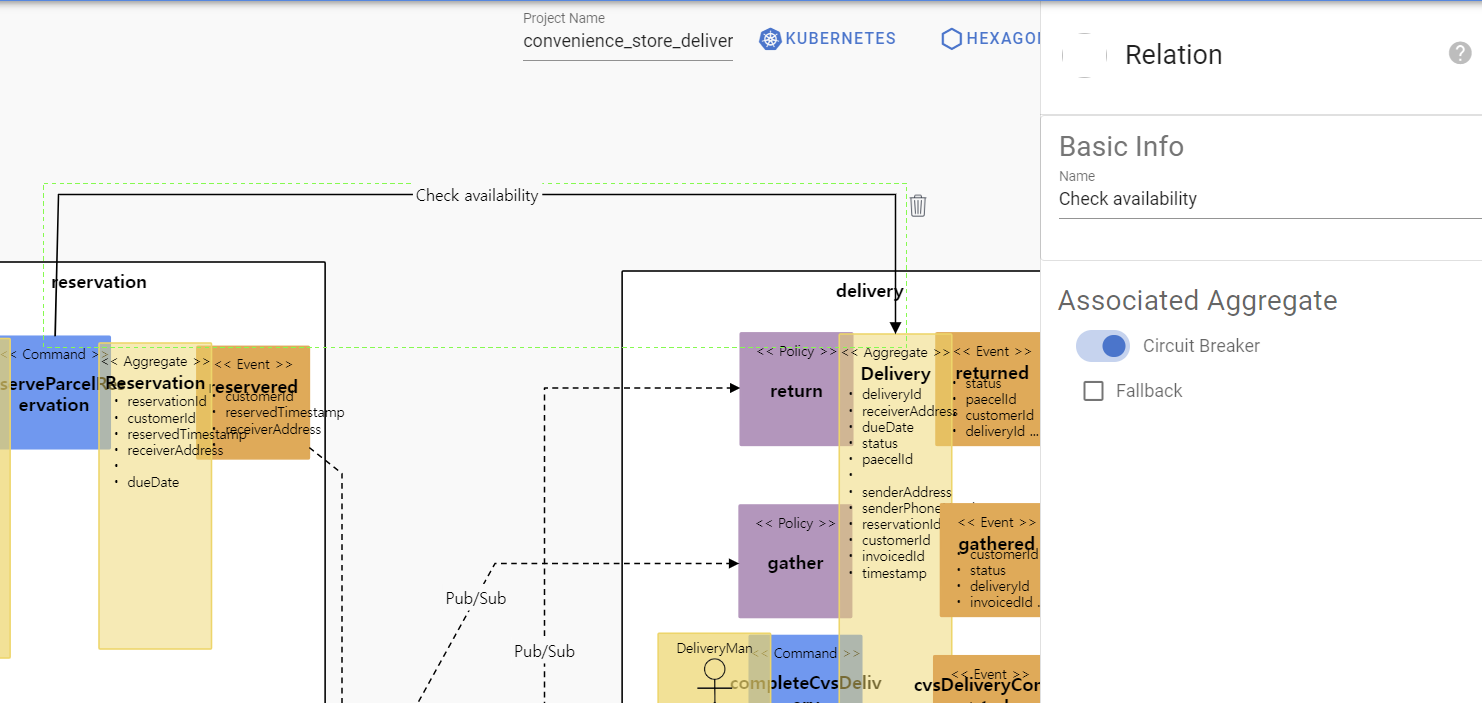 Project Name
convenience_store_deliver
KUBERNETES
HEXAGON
Relation
?
Basic Info
Name
Check availability
Associated Aggregate
Circuit Breaker
Fallback
Check availability
reservation
<< Command >>
ervation
<< Aggregate >>
Reservation
reservationId
customerId
reservedTimestamp
receiverAddress
dueDate
<< Event >>
reservered
customerId
reservedTimestamp
receiverAddress
Pub/Sub
Pub/Sub
delivery
<< Policy >>
return
<< Aggregate >>
Delivery
deliveryId
receiverAddress
dueDate
status
paecelId
senderAddress
senderPhone
reservationId
customerId
invoicedId
timestamp
<< Event >>
returned
status
paecelId
customerId
deliveryId ...
<< Policy >>
gather
<< Event >>
gathered
customerId
status
deliveryId
invoicedId .
DeliveryMan
<< Command >>
completeCvsDeliv
<< Event >>
cvsDeliveryCom